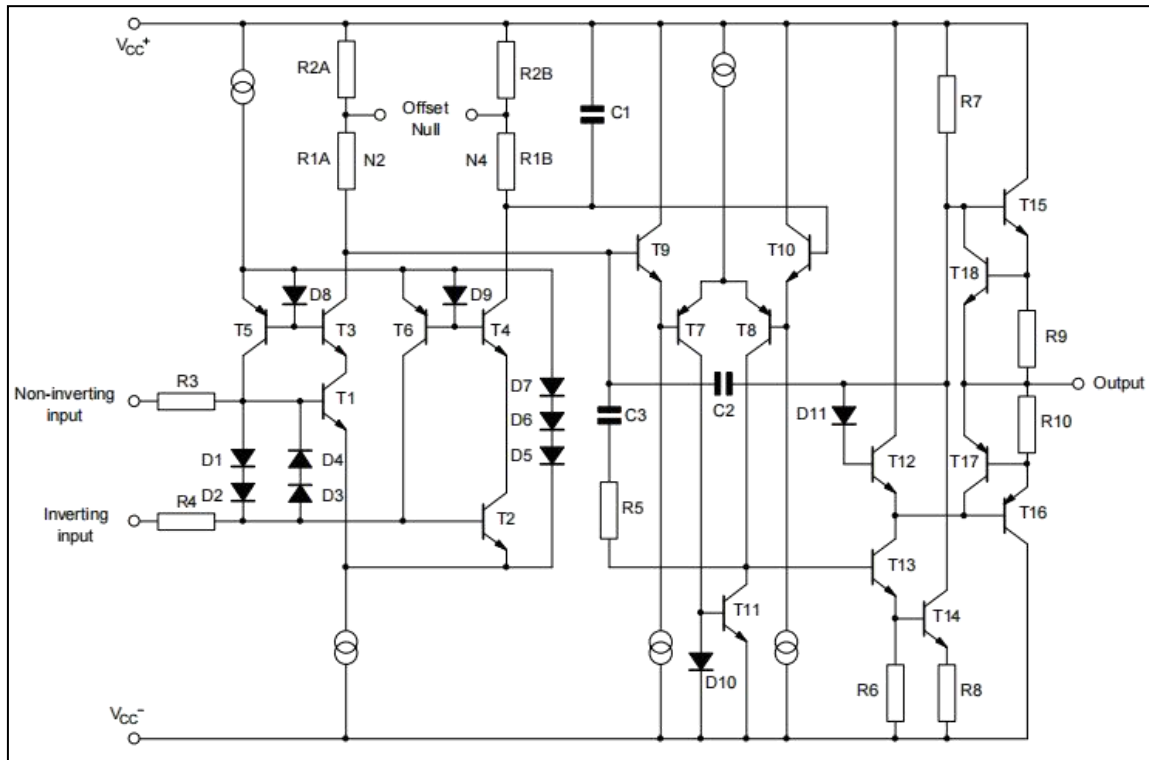 V_CC⁺
R2A
Offset
Null
R2B
C1
R7
R1A
N2
N4
R1B
T15
T9
T10
T18
D8
D9
T5
T3
T6
T4
T7
T8
R9
Non-inverting
input
R3
T1
D7
C2
Output
D6
C3
D11
R10
D1
D4
D5
T12
T17
D2
D3
Inverting
input
R4
T2
R5
T16
T13
T11
T14
D10
R6
R8
V_CC⁻